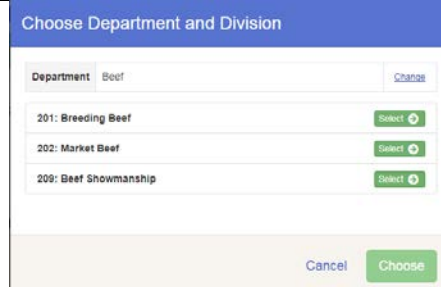 Choose Department and Division
Department Beef Change
201: Breeding Beef Select
202: Market Beef Select
209: Beef Showmanship Select
Cancel Choose